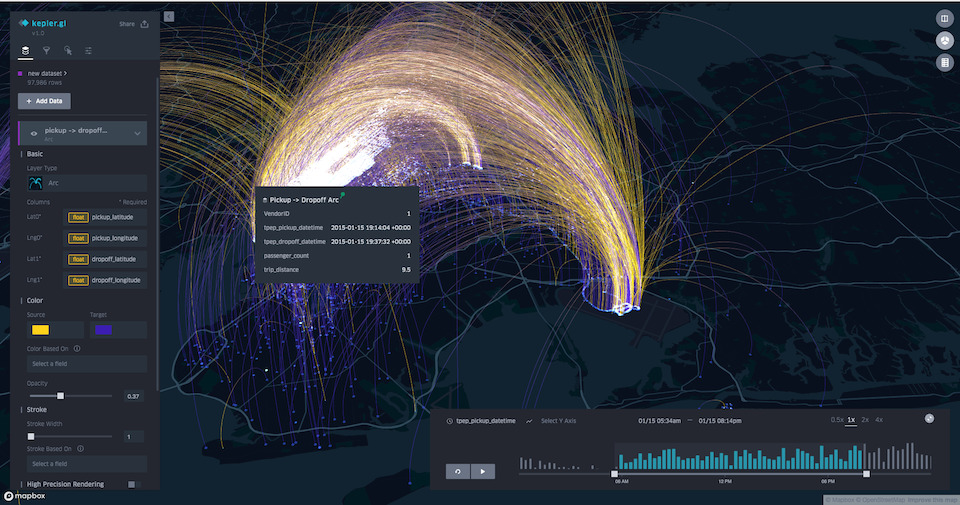 kepler.gl
v1.0
Share
new dataset
97,986 rows
+ Add Data
pickup -> dropoff...
Arc
Basic
Layer Type
Arc
Columns * Required
Lat0* float pickup_latitude
Lng0* float pickup_longitude
Lat1* float dropoff_latitude
Lng1* float dropoff_longitude
Color
Source Target
Color Based On
Select a field
Opacity
0.37
Stroke
Stroke Width
1
Stroke Based On
Select a field
High Precision Rendering
mapbox
Pickup -> Dropoff Arc
VendorID 1
tpep_pickup_datetime 2015-01-15 19:14:04 +00:00
tpep_dropoff_datetime 2015-01-15 19:37:32 +00:00
passenger_count 1
trip_distance 9.5
tpep_pickup_datetime Select Y Axis 01/15 05:34am — 01/15 08:14pm 0.5x 1x 2x 4x
06 AM 12 PM 06 PM
© Mapbox © OpenStreetMap Improve this map